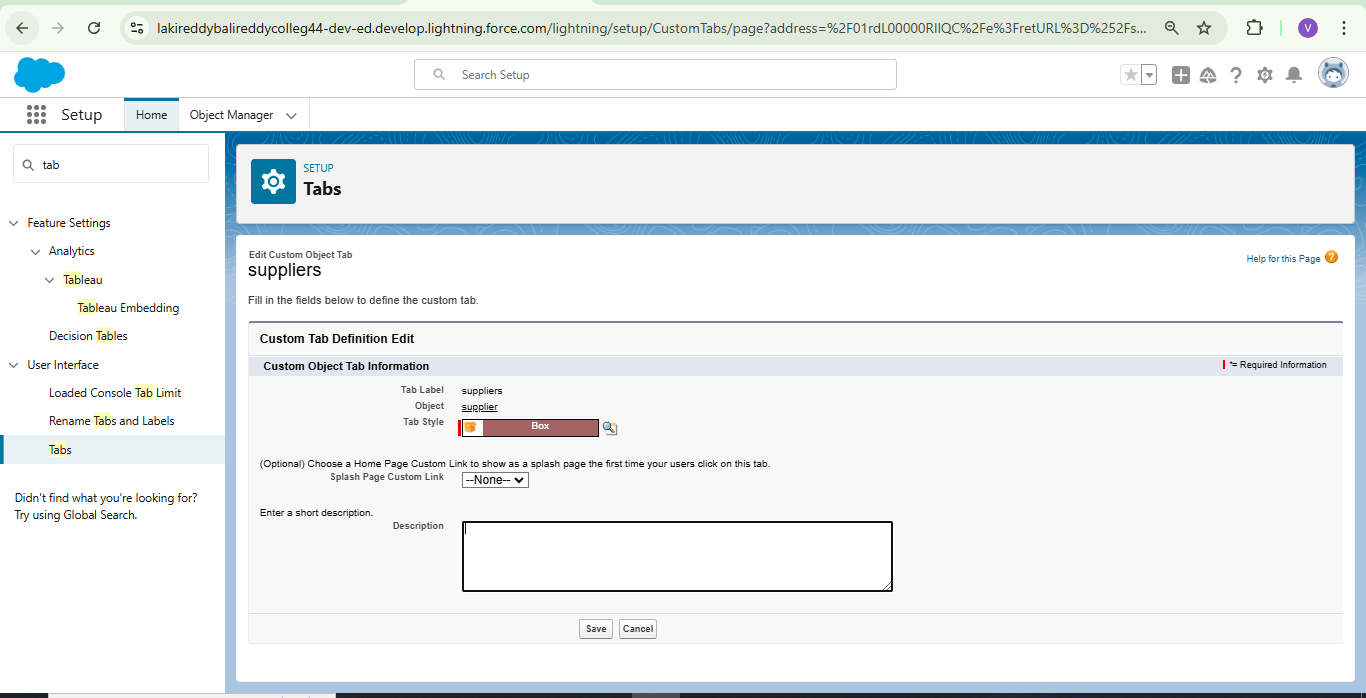 lakireddybalireddycolleg44-dev-ed.develop.lightning.force.com/lightning/setup/CustomTabs/page?address=%2F01rdL00000RIlQC%2Fe%3FretURL%3D%252Fs...
V
Search Setup
Setup
Home
Object Manager
tab
SETUP
Tabs
Feature Settings
Analytics
Tableau
Tableau Embedding
Decision Tables
User Interface
Loaded Console Tab Limit
Rename Tabs and Labels
Tabs
Didn't find what you're looking for?
Try using Global Search.
Edit Custom Object Tab
suppliers
Help for this Page ?
Fill in the fields below to define the custom tab.
Custom Tab Definition Edit
Custom Object Tab Information
*= Required Information
Tab Label suppliers
Object supplier
Tab Style Box
(Optional) Choose a Home Page Custom Link to show as a splash page the first time your users click on this tab.
Splash Page Custom Link --None--
Enter a short description.
Description
Save Cancel